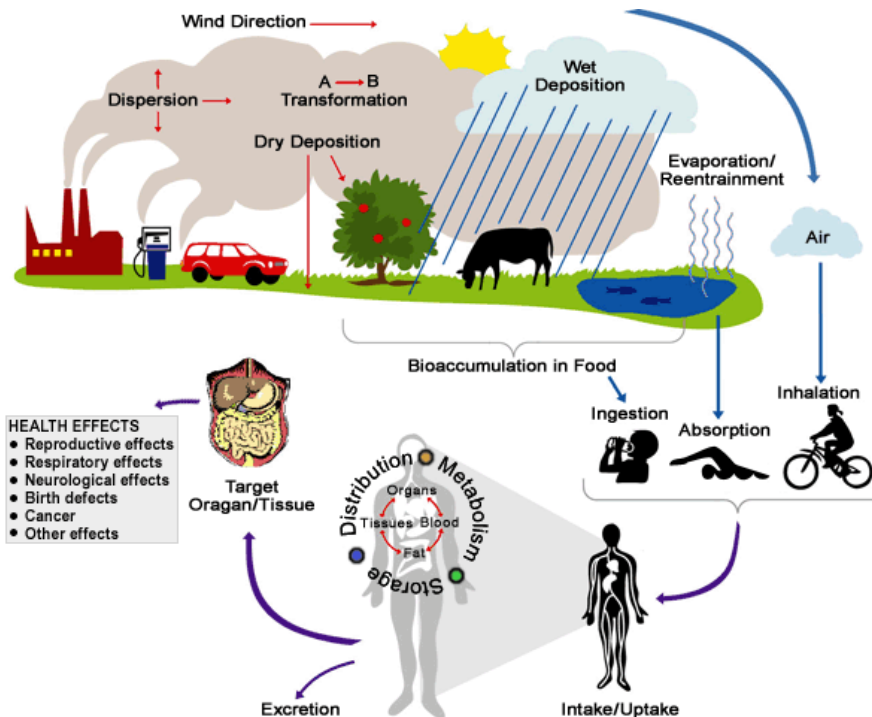 Wind Direction
Dispersion
A → B
Transformation
Dry Deposition
Wet
Deposition
Evaporation/
Reentrainment
Air
Bioaccumulation in Food
Ingestion
Absorption
Inhalation
HEALTH EFFECTS
● Reproductive effects
● Respiratory effects
● Neurological effects
● Birth defects
● Cancer
● Other effects
Target
Oragan/Tissue
Distribution
Metabolism
Storage
Organs
Tissues
Blood
Fat
Excretion
Intake/Uptake